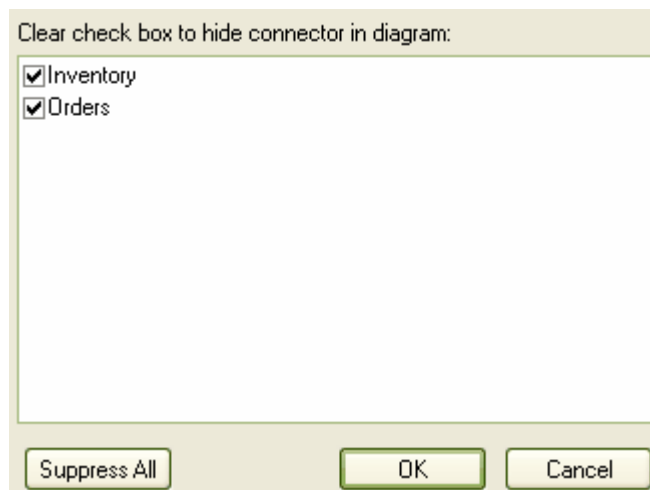 Clear check box to hide connector in diagram:
Inventory
Orders
Suppress All OK Cancel